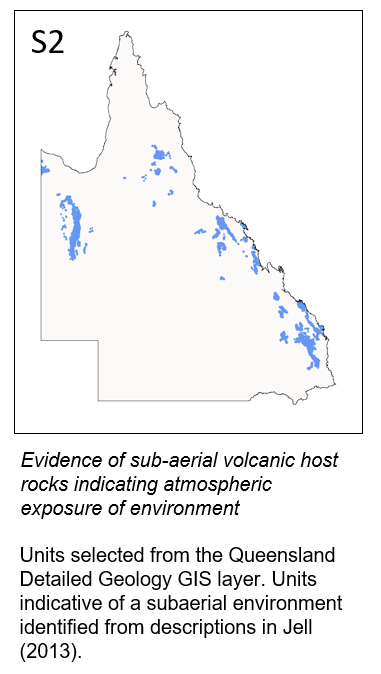 S2
Evidence of sub-aerial volcanic host
rocks indicating atmospheric
exposure of environment
Units selected from the Queensland
Detailed Geology GIS layer. Units
indicative of a subaerial environment
identified from descriptions in Jell
(2013).